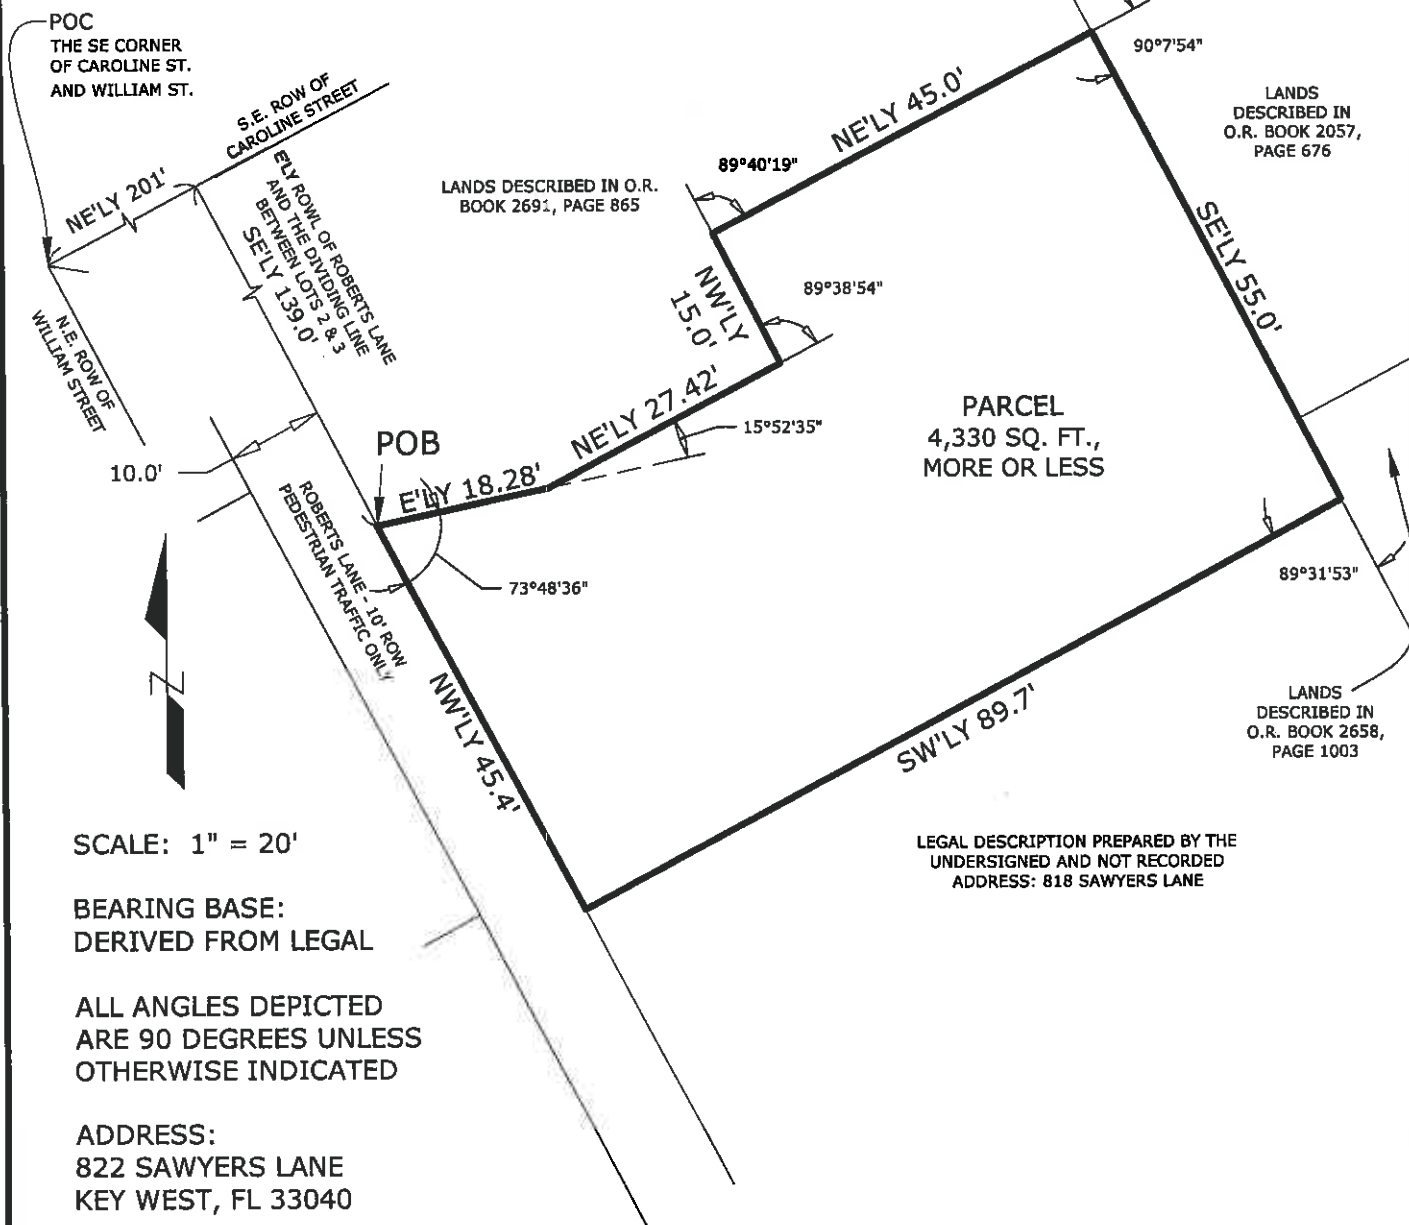 POC
THE SE CORNER
OF CAROLINE ST.
AND WILLIAM ST.
S.E. ROW OF
CAROLINE STREET
NE'LY 201'
E'LY ROWL OF ROBERTS LANE
AND THE DIVIDING LINE
BETWEEN LOTS 2 & 3
SE'LY 139.0'
N.E. ROW OF
WILLIAM STREET
LANDS DESCRIBED IN O.R.
BOOK 2691, PAGE 865
89°40'19"
NE'LY 45.0'
90°7'54"
LANDS
DESCRIBED IN
O.R. BOOK 2057,
PAGE 676
NW'LY
15.0'
89°38'54"
SE'LY 55.0'
NE'LY 27.42'
15°52'35"
PARCEL
4,330 SQ. FT.,
MORE OR LESS
10.0'
POB
E'LY 18.28'
ROBERTS LANE - 10' ROW
PEDESTRIAN TRAFFIC ONLY
73°48'36"
89°31'53"
NW'LY 45.4'
SW'LY 89.7'
LANDS
DESCRIBED IN
O.R. BOOK 2658,
PAGE 1003
Z
SCALE: 1" = 20'
LEGAL DESCRIPTION PREPARED BY THE
UNDERSIGNED AND NOT RECORDED
ADDRESS: 818 SAWYERS LANE
BEARING BASE:
DERIVED FROM LEGAL
ALL ANGLES DEPICTED
ARE 90 DEGREES UNLESS
OTHERWISE INDICATED
ADDRESS:
822 SAWYERS LANE
KEY WEST, FL 33040